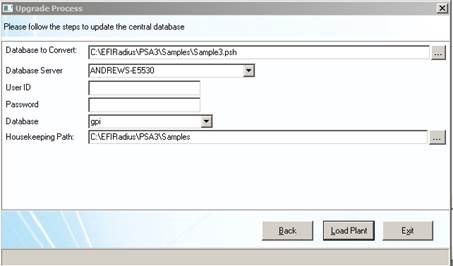 Upgrade Process
Please follow the steps to update the central database
Database to Convert: C:\EFIRadius\PSA3\Samples\Sample3.psh ...
Database Server ANDREWS-E5530
User ID
Password
Database gpi
Housekeeping Path: C:\EFIRadius\PSA3\Samples ...
Back Load Plant Exit